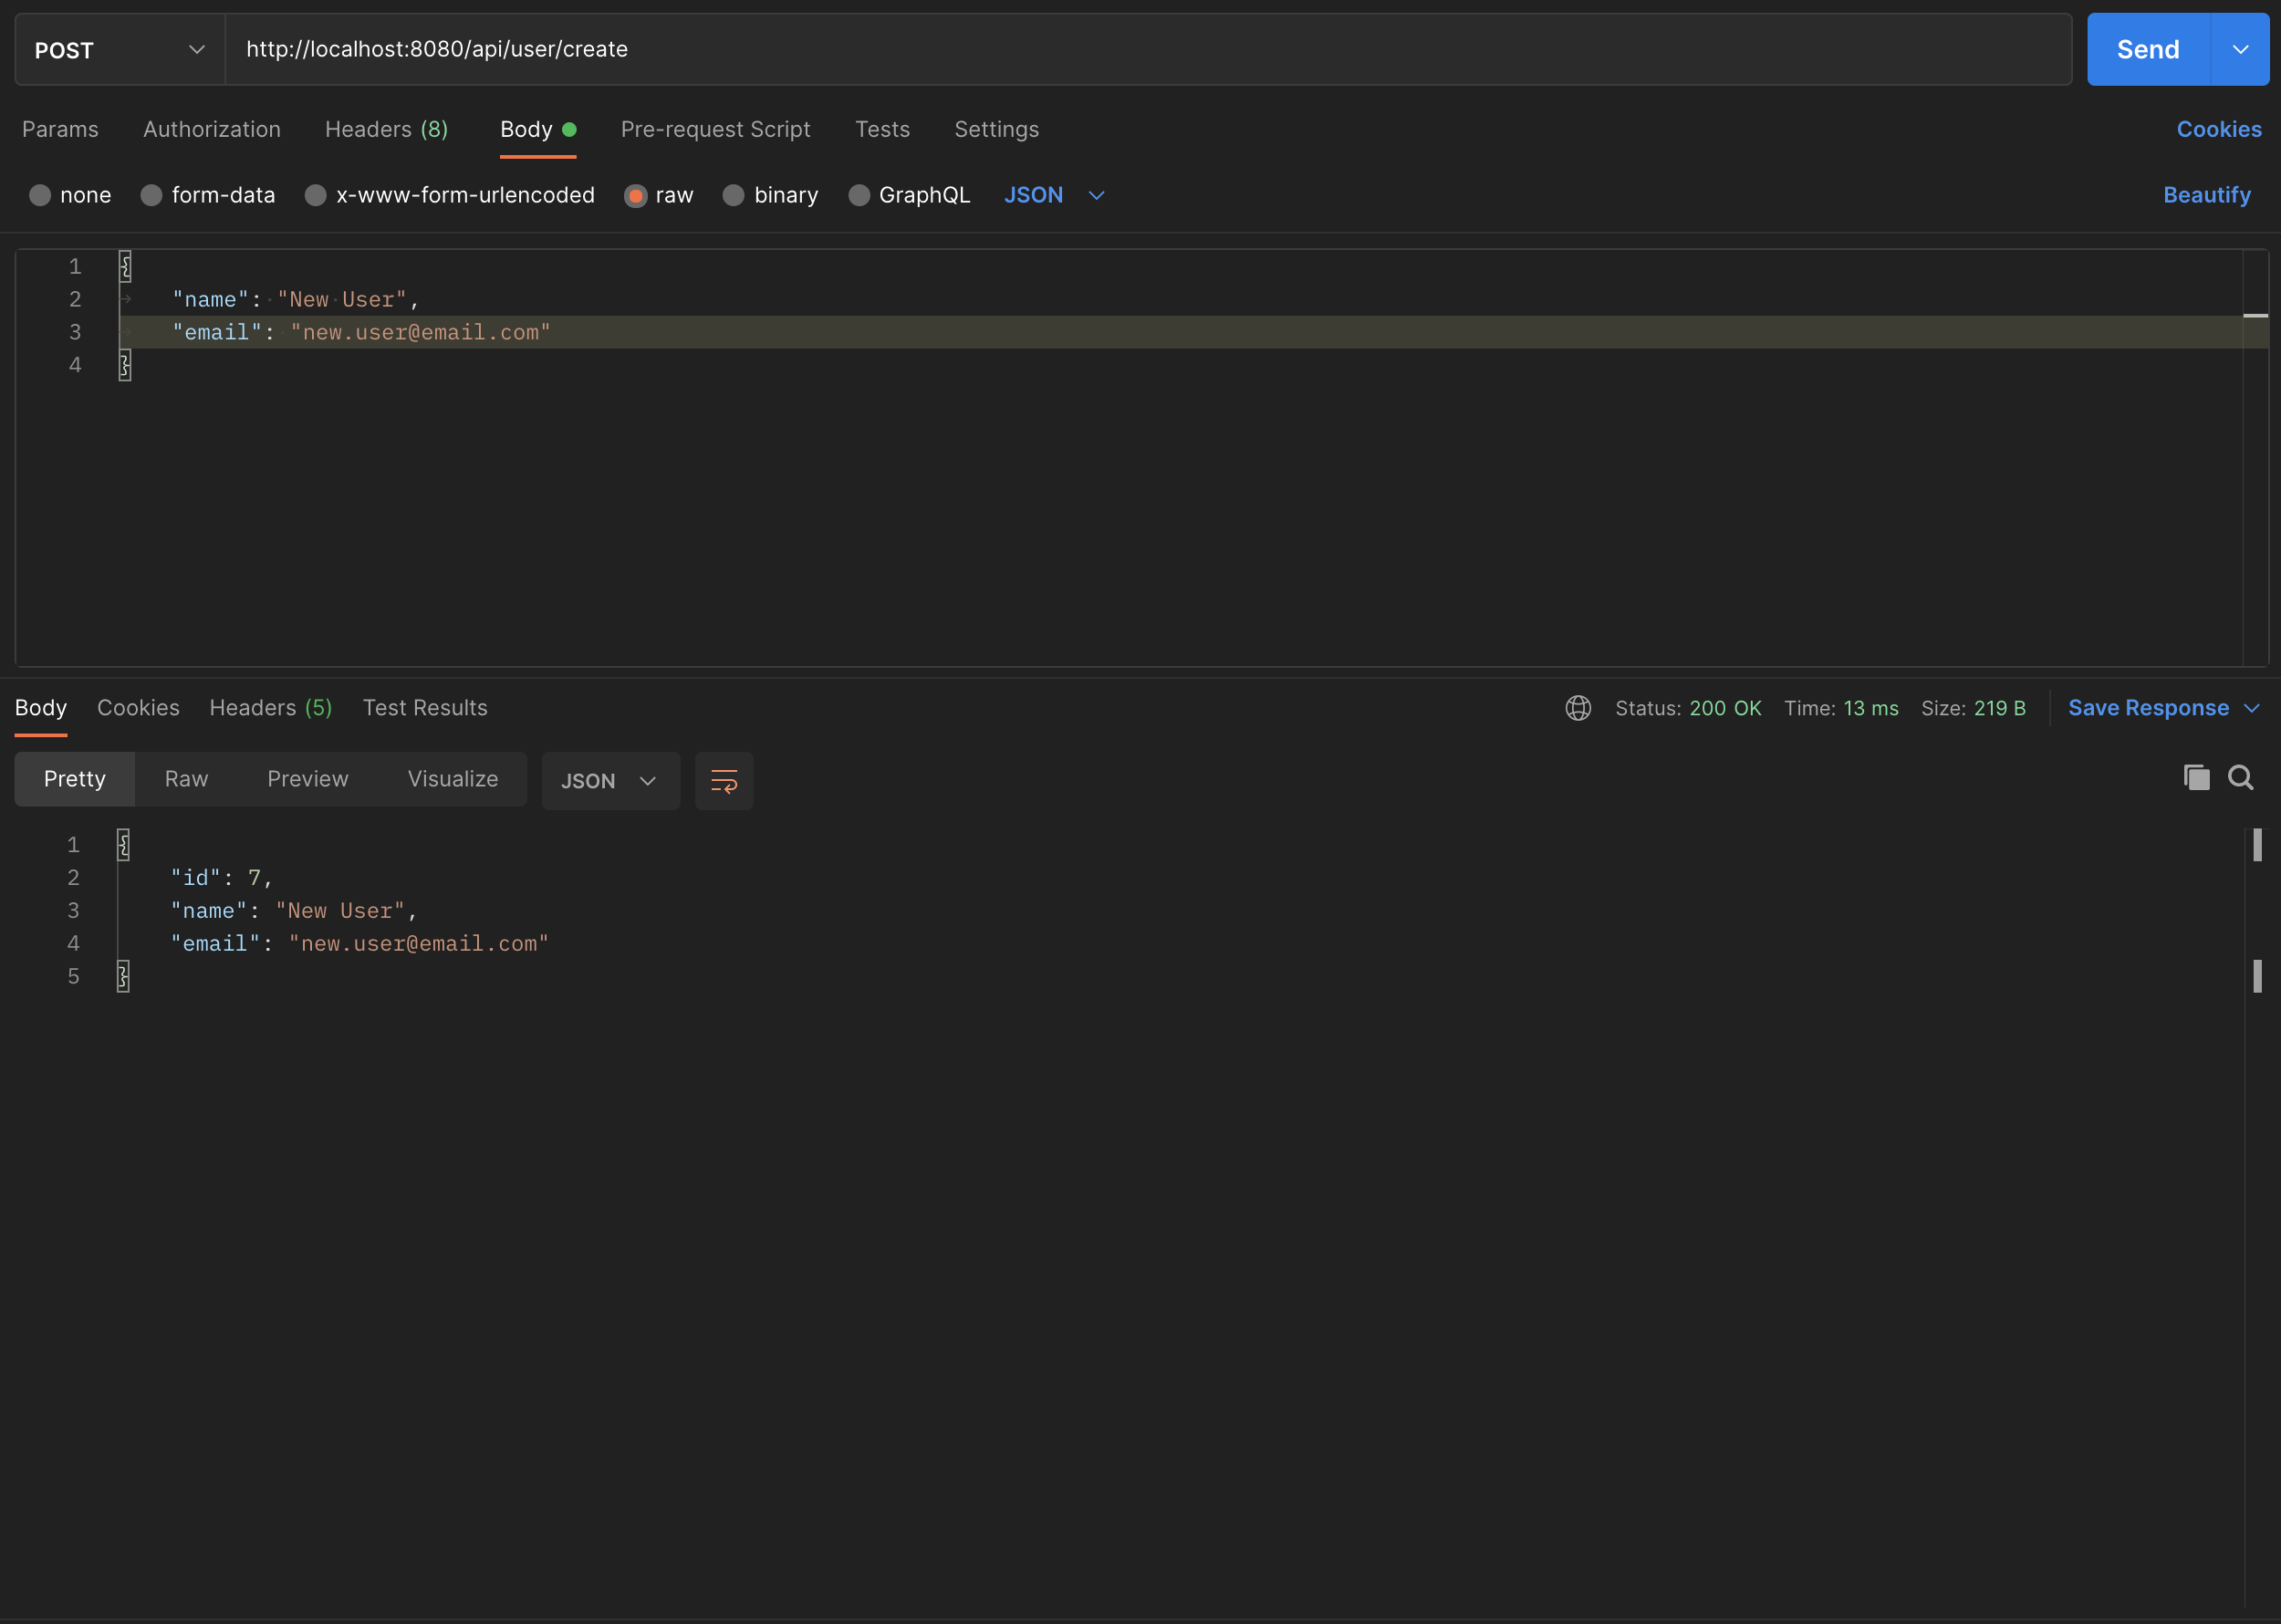 POST http://localhost:8080/api/user/create Send
Params Authorization Headers (8) Body Pre-request Script Tests Settings Cookies
none form-data x-www-form-urlencoded raw binary GraphQL JSON Beautify
1 {
2 "name": "New User",
3 "email": "new.user@email.com"
4 }
Body Cookies Headers (5) Test Results Status: 200 OK Time: 13 ms Size: 219 B Save Response
Pretty Raw Preview Visualize JSON
1 {
2 "id": 7,
3 "name": "New User",
4 "email": "new.user@email.com"
5 }